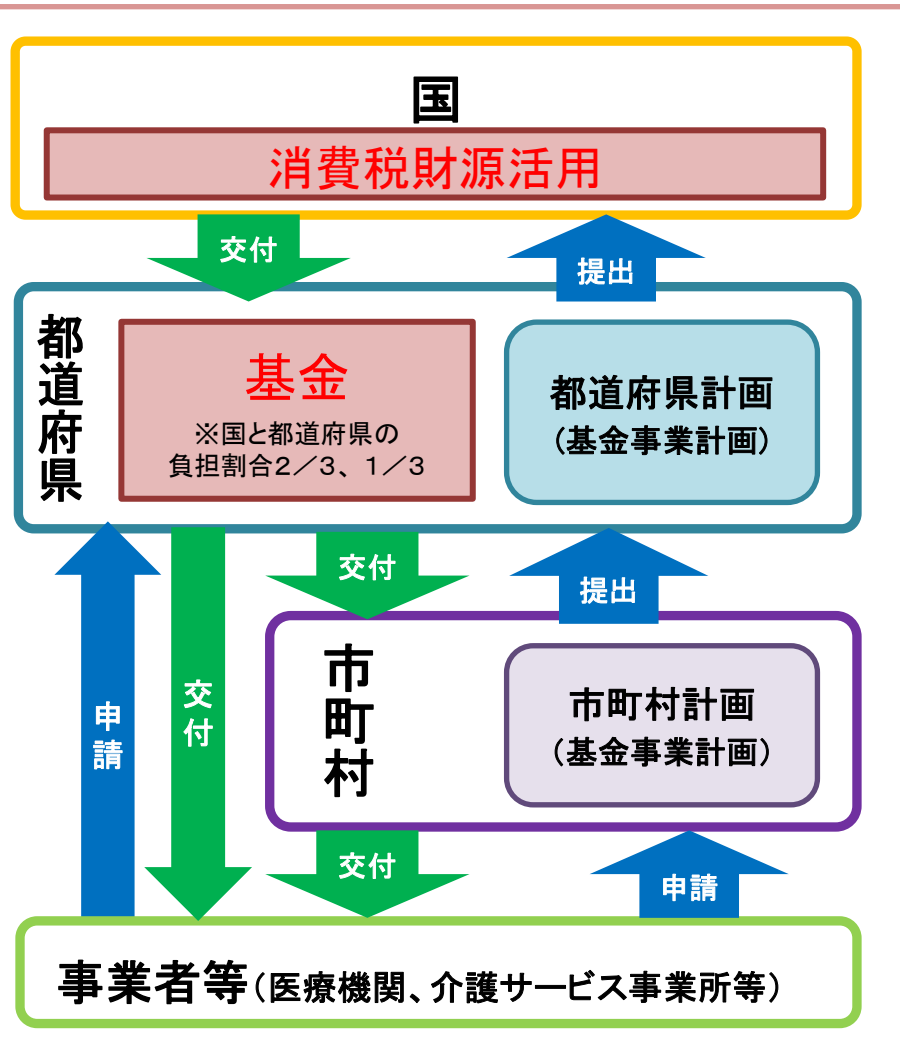 国
消費税財源活用
交付
提出
都道府県
基金
※国と都道府県の
負担割合２／３、１／３
都道府県計画
(基金事業計画)
交付
提出
申請
交付
市町村
市町村計画
(基金事業計画)
交付
申請
事業者等(医療機関、介護サービス事業所等)